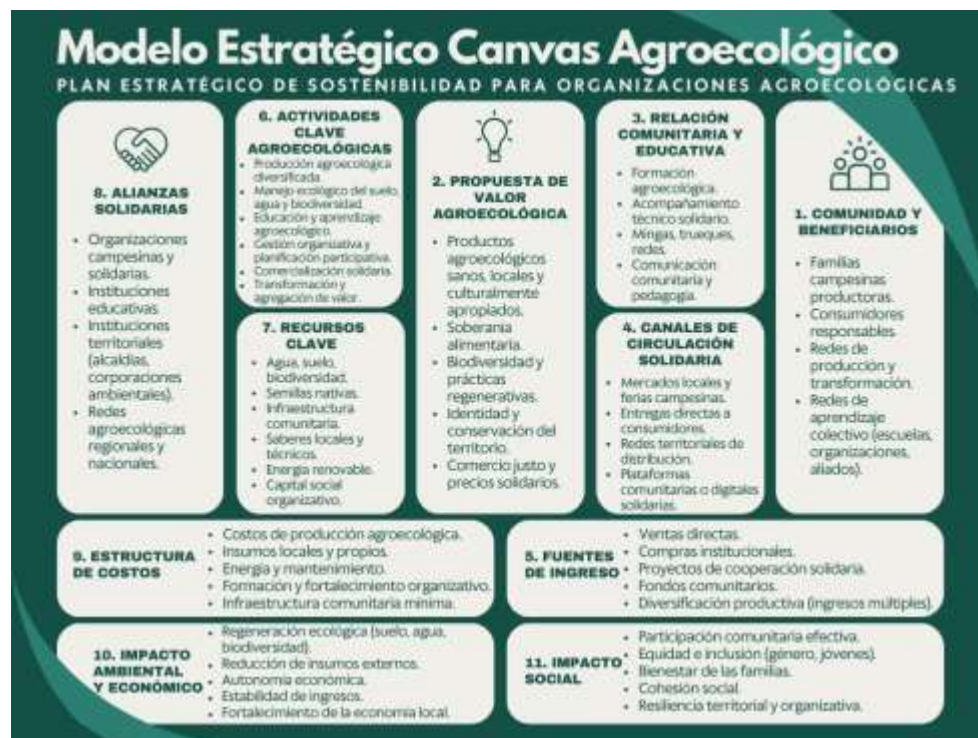 Modelo Estratégico Canvas Agroecológico
PLAN ESTRATÉGICO DE SOSTENIBILIDAD PARA ORGANIZACIONES AGROECOLÓGICAS
8. ALIANZAS
SOLIDARIAS
• Organizaciones
campesinas y
solidarias.
• Instituciones
educativas.
• Instituciones
territoriales
(alcaldías,
corporaciones
ambientales).
• Redes
agroecológicas
regionales y
nacionales.
6. ACTIVIDADES
CLAVE
AGROECOLÓGICAS
• Producción agroecológica
diversificada.
• Manejo ecológico del suelo,
agua y biodiversidad.
• Educación y aprendizaje
agroecológico.
• Gestión organizativa y
planificación participativa.
• Comercialización solidaria.
• Transformación y
agregación de valor.
7. RECURSOS
CLAVE
• Agua, suelo,
biodiversidad.
• Semillas nativas.
• Infraestructura
comunitaria.
• Saberes locales y
técnicos.
• Energía renovable.
• Capital social
organizativo.
2. PROPUESTA DE
VALOR
AGROECOLÓGICA
• Productos
agroecológicos
sanos, locales y
culturalmente
apropiados.
• Soberanía
alimentaria.
• Biodiversidad y
prácticas
regenerativas.
• Identidad y
conservación del
territorio.
• Comercio justo y
precios solidarios.
3. RELACIÓN
COMUNITARIA Y
EDUCATIVA
• Formación
agroecológica.
• Acompañamiento
técnico solidario.
• Mingas, trueques,
redes.
• Comunicación
comunitaria y
pedagogía.
4. CANALES DE
CIRCULACIÓN
SOLIDARIA
• Mercados locales y
ferias campesinas.
• Entregas directas a
consumidores.
• Redes territoriales de
distribución.
• Plataformas
comunitarias o digitales
solidarias.
1. COMUNIDAD Y
BENEFICIARIOS
• Familias
campesinas
productoras.
• Consumidores
responsables
• Redes de
producción y
transformación.
• Redes de
aprendizaje
colectivo (escuelas,
organizaciones,
aliados).
9. ESTRUCTURA
DE COSTOS
• Costos de producción agroecológica.
• Insumos locales y propios.
• Energía y mantenimiento.
• Formación y fortalecimiento organizativo.
• Infraestructura comunitaria mínima.
5. FUENTES
DE INGRESO
• Ventas directas.
• Compras institucionales.
• Proyectos de cooperación solidaria.
• Fondos comunitarios.
• Diversificación productiva (ingresos múltiples).
10. IMPACTO
AMBIENTAL
Y ECONÓMICO
• Regeneración ecológica (suelo, agua,
biodiversidad).
• Reducción de insumos externos.
• Autonomía económica.
• Estabilidad de ingresos.
• Fortalecimiento de la economía local.
11. IMPACTO
SOCIAL
• Participación comunitaria efectiva.
• Equidad e inclusión (género, jóvenes).
• Bienestar de las familias.
• Cohesión social.
• Resiliencia territorial y organizativa.